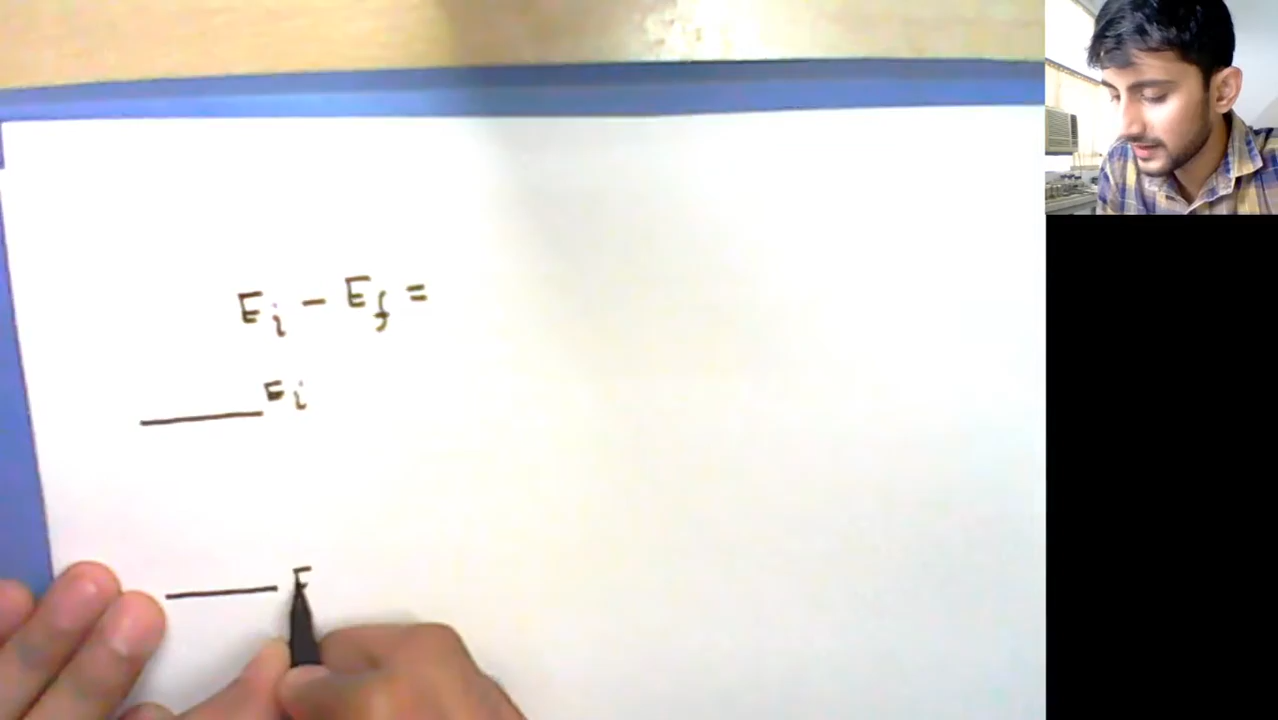 Ei - Ef =
Ei
E